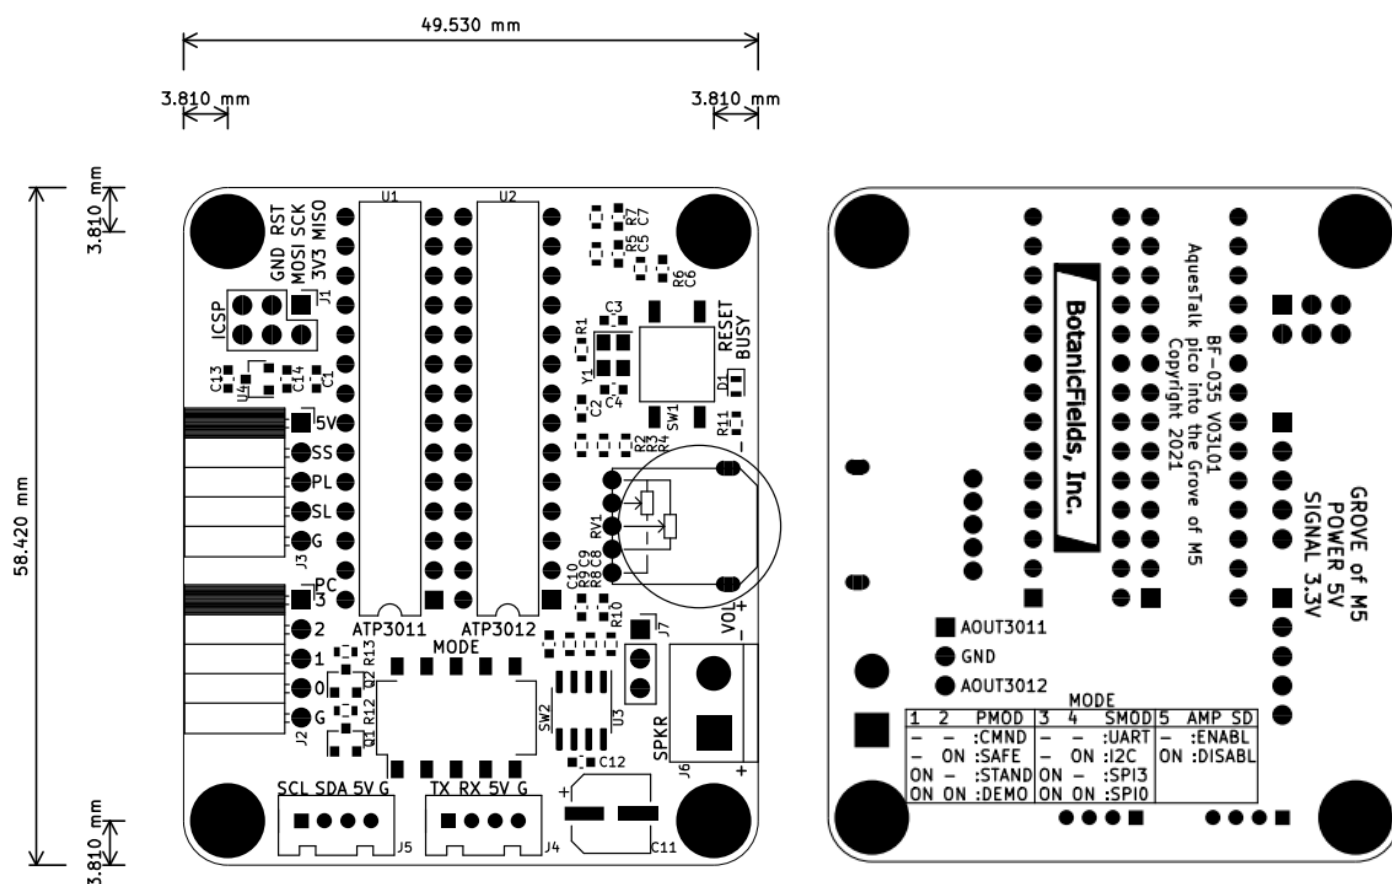 49.530 mm
3.810 mm
3.810 mm
3.810 mm
58.420 mm
3.810 mm
U1
U2
GND RST
MOSI SCK
3V3 MISO
J1
ICSP
C13
U4
C14
C1
R7
C7
R5
C5
R6
C6
C3
R1
Y1
C4
C2
RESET
BUSY
D1
SW1
R11
R2
R3
R4
5V
SS
PL
SL
G
J3
PC
3
2
1
0
G
J2
RV1
-
VOL
+
C10
R9
C9
R8
C8
R10
J7
ATP3011
ATP3012
MODE
R13
Q2
R12
Q1
SW2
U3
C12
SPKR
-
+
J6
SCL SDA 5V G
J5
TX RX 5V G
J4
+
C11
BotanicFields, Inc.
AquesTalk pico into the Grove of M5
BF-035 V03L01
Copyright 2021
GROVE of M5
POWER 5V
SIGNAL 3.3V
AOUT3011
GND
AOUT3012
MODE
1 2 PMOD 3 4 SMOD 5 AMP SD
- - :CMND - - :UART - :ENABL
- ON :SAFE - ON :I2C ON :DISABL
ON - :STAND ON - :SPI3
ON ON :DEMO ON ON :SPI0